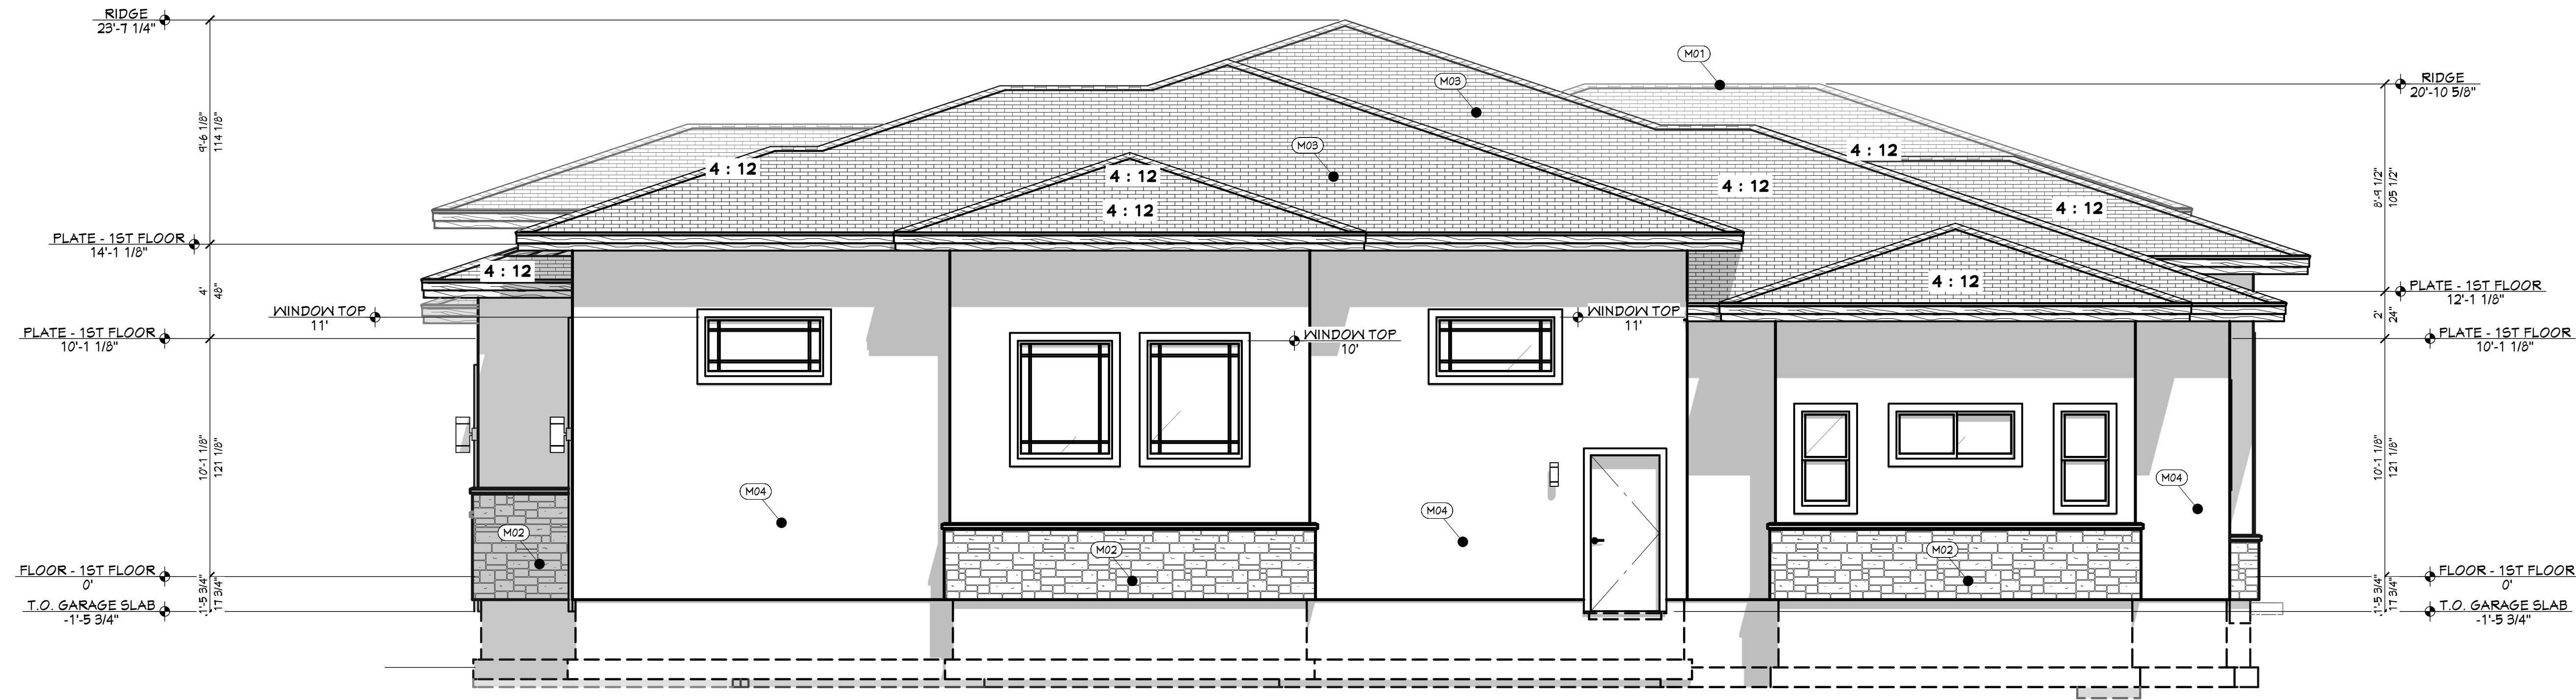 RIDGE
23'-7 1/4"
M01
RIDGE
20'-10 5/8"
M03
9'-6 1/8"
114 1/8"
M03
4 : 12
4 : 12
4 : 12
4 : 12
8'-9 1/2"
105 1/2"
4 : 12
4 : 12
PLATE - 1ST FLOOR
14'-1 1/8"
4 : 12
4 : 12
PLATE - 1ST FLOOR
12'-1 1/8"
4'
48"
WINDOW TOP
11'
WINDOW TOP
11'
2'
24"
PLATE - 1ST FLOOR
10'-1 1/8"
WINDOW TOP
10'
PLATE - 1ST FLOOR
10'-1 1/8"
10'-1 1/8"
121 1/8"
M04
M04
M04
10'-1 1/8"
121 1/8"
M02
M02
M02
FLOOR - 1ST FLOOR
0'
FLOOR - 1ST FLOOR
0'
-1'-5 3/4"
17 3/4"
-1'-5 3/4"
17 3/4"
T.O. GARAGE SLAB
-1'-5 3/4"
T.O. GARAGE SLAB
-1'-5 3/4"